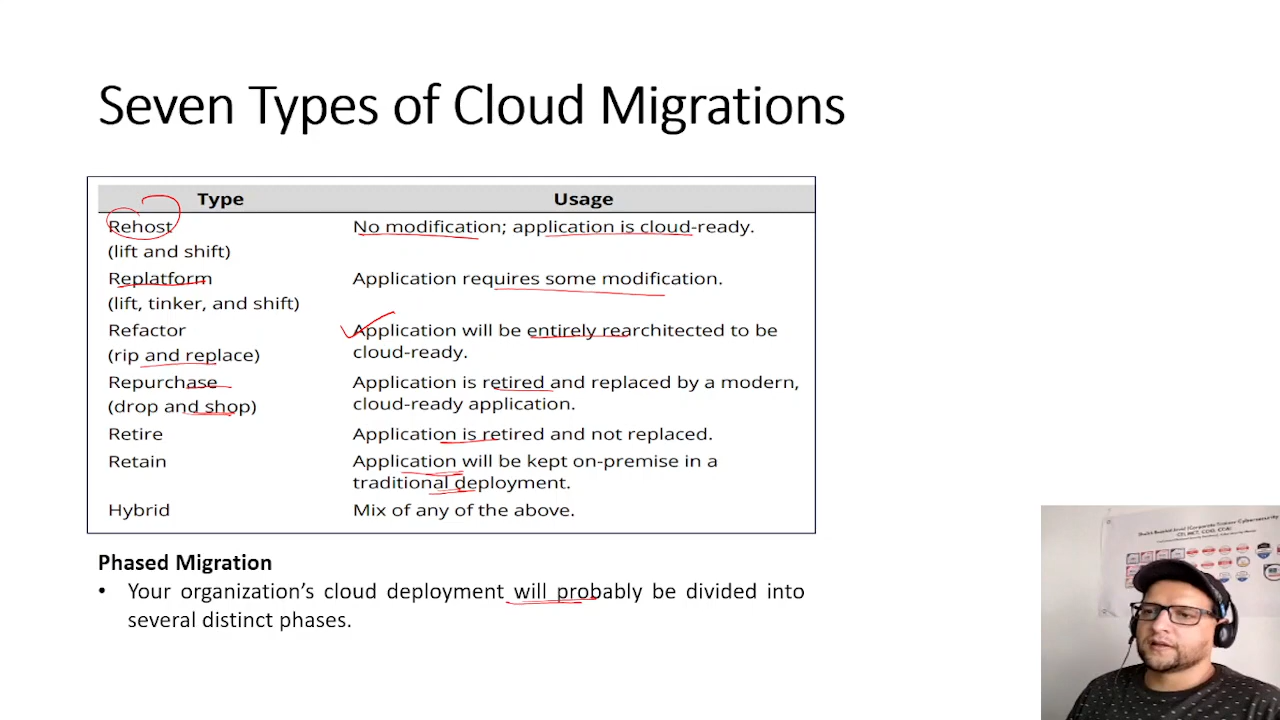 Seven Types of Cloud Migrations
Type Usage
Rehost No modification; application is cloud-ready.
(lift and shift)
Replatform Application requires some modification.
(lift, tinker, and shift)
Refactor Application will be entirely rearchitected to be
(rip and replace) cloud-ready.
Repurchase Application is retired and replaced by a modern,
(drop and shop) cloud-ready application.
Retire Application is retired and not replaced.
Retain Application will be kept on-premise in a
traditional deployment.
Hybrid Mix of any of the above.
Phased Migration
• Your organization’s cloud deployment will probably be divided into
several distinct phases.